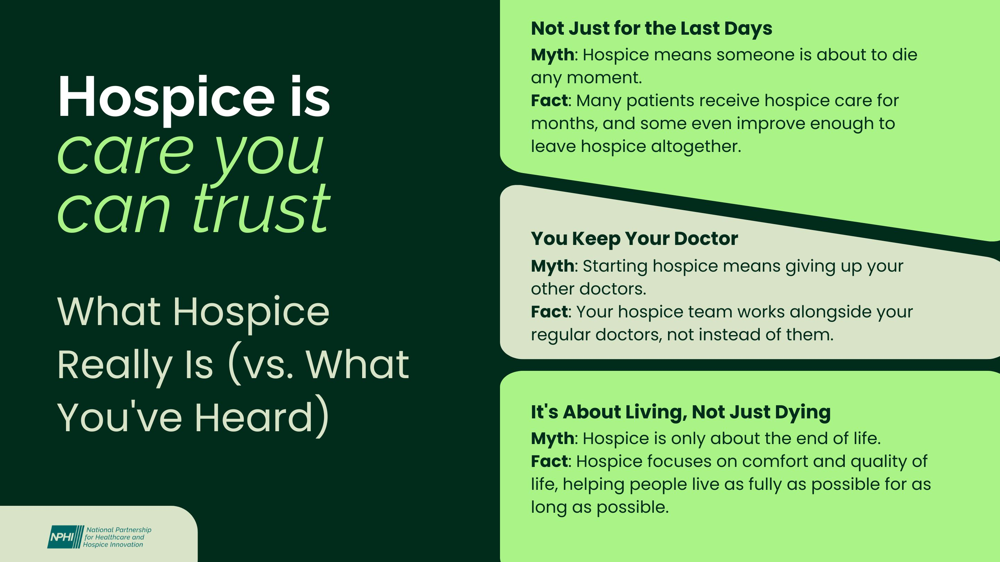 Hospice is
care you
can trust
What Hospice
Really Is (vs. What
You've Heard)
NPHI
National Partnership
for Healthcare and
Hospice Innovation
Not Just for the Last Days
Myth: Hospice means someone is about to die
any moment.
Fact: Many patients receive hospice care for
months, and some even improve enough to
leave hospice altogether.
You Keep Your Doctor
Myth: Starting hospice means giving up your
other doctors.
Fact: Your hospice team works alongside your
regular doctors, not instead of them.
It's About Living, Not Just Dying
Myth: Hospice is only about the end of life.
Fact: Hospice focuses on comfort and quality of
life, helping people live as fully as possible for as
long as possible.